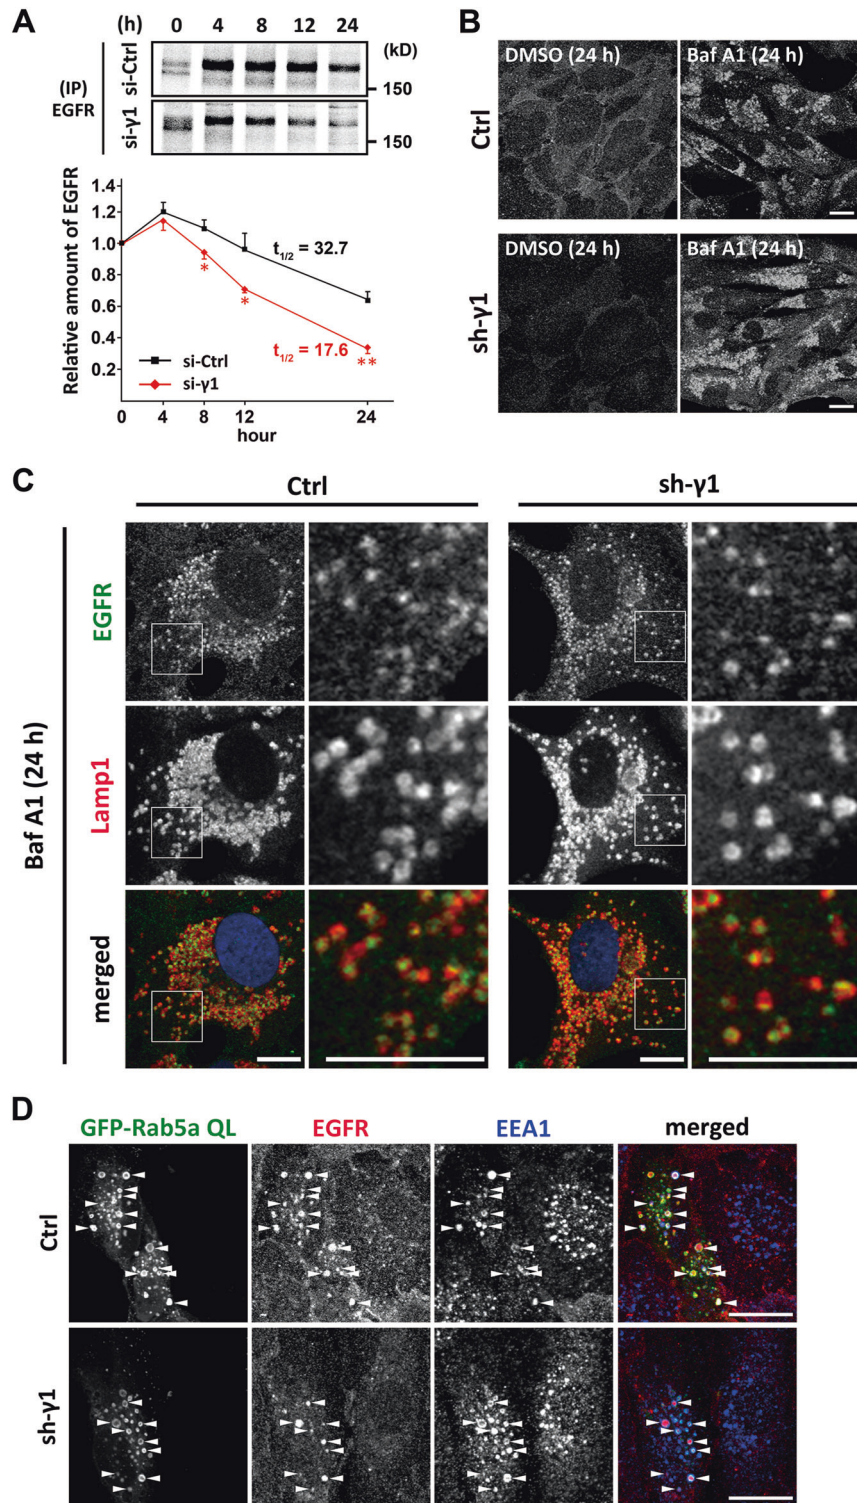 A
(h) 0 4 8 12 24
(kD)
(IP)
EGFR
si-Ctrl
150
si-γ1
150
Relative amount of EGFR
1.4
1.2
1.0
0.8
0.6
0.4
0.2
t1/2 = 32.7
*
*
t1/2 = 17.6
**
si-Ctrl
si-γ1
0 4 8 12 24
hour
B
Ctrl
DMSO (24 h)
Baf A1 (24 h)
sh-γ1
DMSO (24 h)
Baf A1 (24 h)
C
Ctrl
sh-γ1
Baf A1 (24 h)
EGFR
Lamp1
merged
D
GFP-Rab5a QL
EGFR
EEA1
merged
Ctrl
sh-γ1